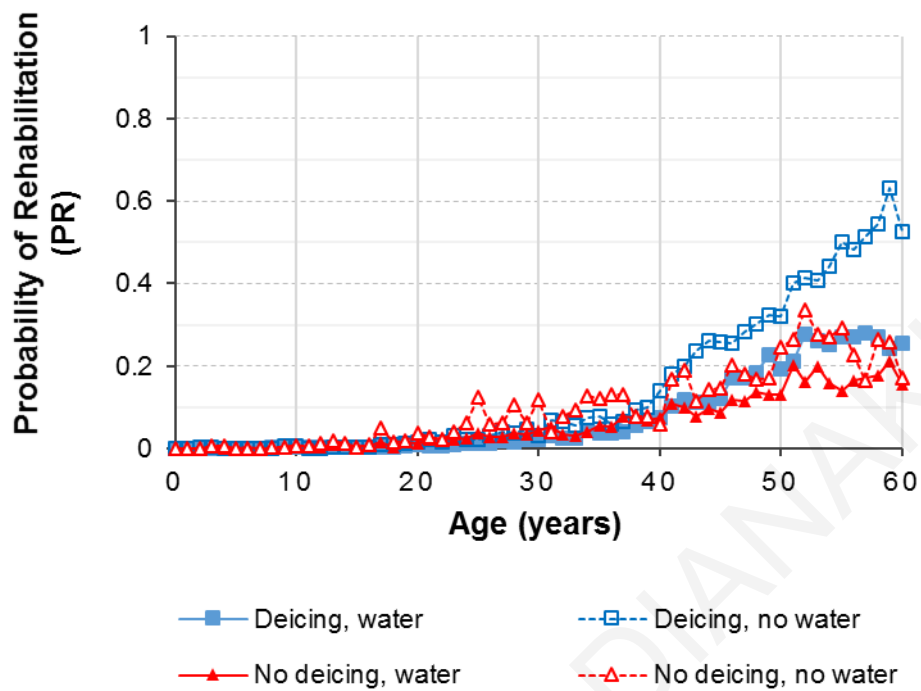 Probability of Rehabilitation
(PR)
1
0.8
0.6
0.4
0.2
0
0 10 20 30 40 50 60
Age (years)
Deicing, water
Deicing, no water
No deicing, water
No deicing, no water
DIANAK